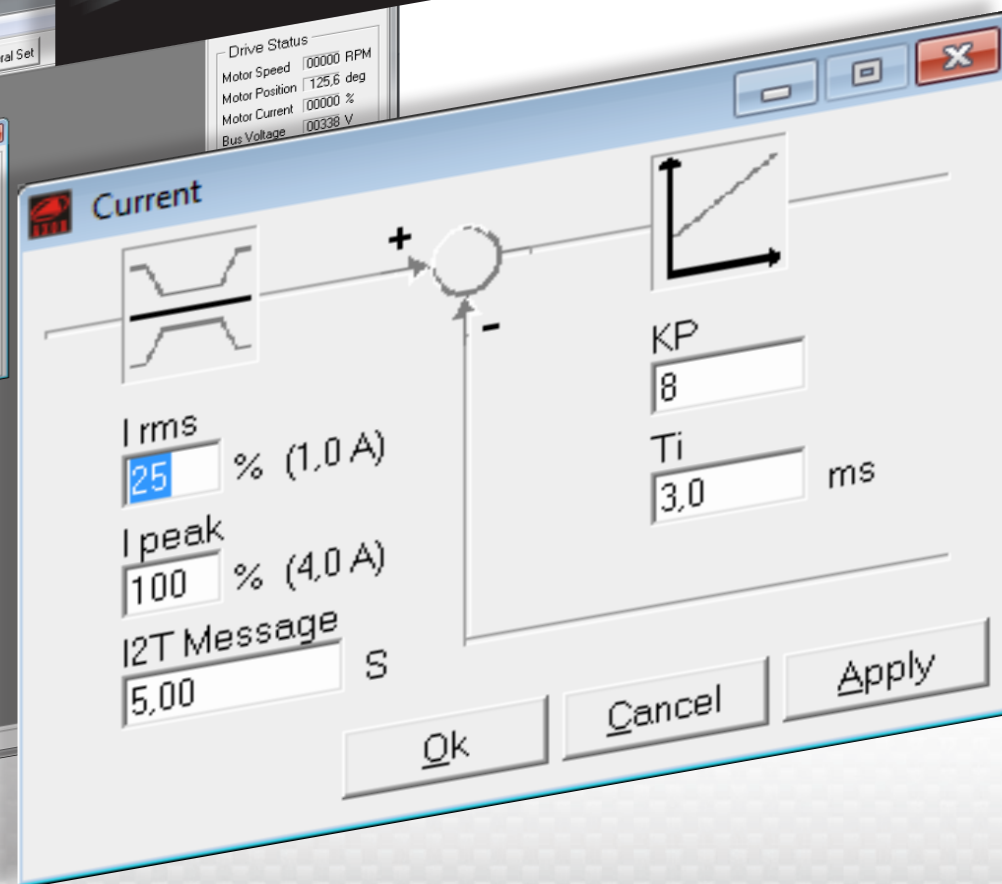 ral Set
Drive Status
Motor Speed 00000 RPM
Motor Position 125,6 deg
Motor Current 00000 %
Bus Voltage 00338 V
Current
+
-
KP
8
I rms
25 % (1,0 A)
Ti
3,0 ms
I peak
100 % (4,0 A)
I2T Message
5,00 S
Ok
Cancel
Apply